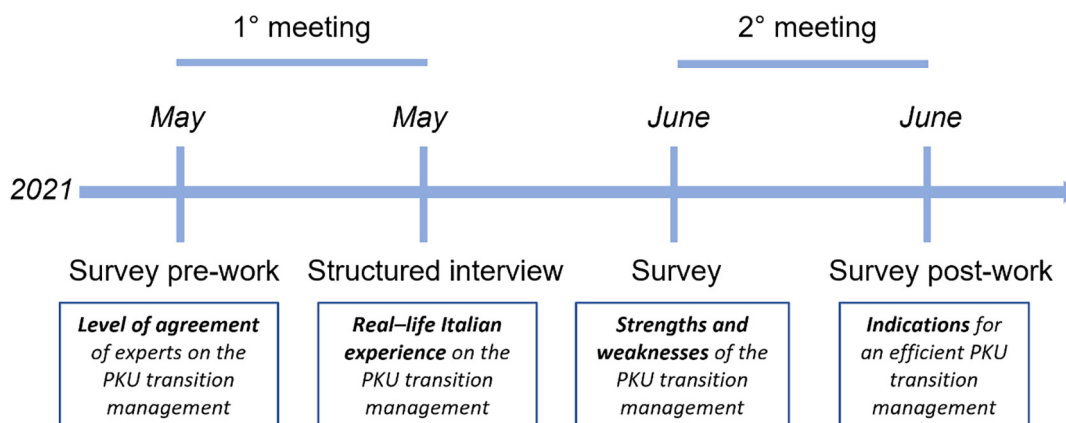 1° meeting
2° meeting
May
May
June
June
2021
Survey pre-work
Structured interview
Survey
Survey post-work
Level of agreement
of experts on the
PKU transition
management
Real–life Italian
experience on the
PKU transition
management
Strengths and
weaknesses of the
PKU transition
management
Indications for
an efficient PKU
transition
management